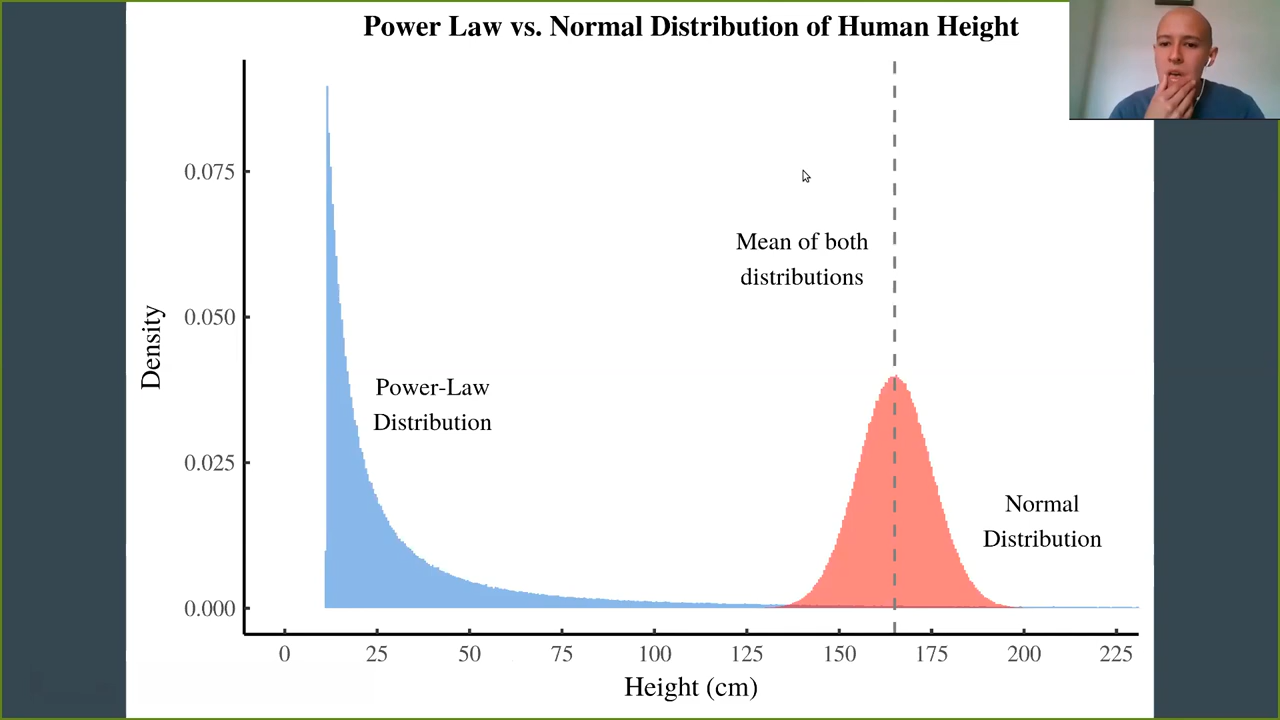 Power Law vs. Normal Distribution of Human Height
0.075
0.050
0.025
0.000
Density
Mean of both
distributions
Power-Law
Distribution
Normal
Distribution
0 25 50 75 100 125 150 175 200 225
Height (cm)